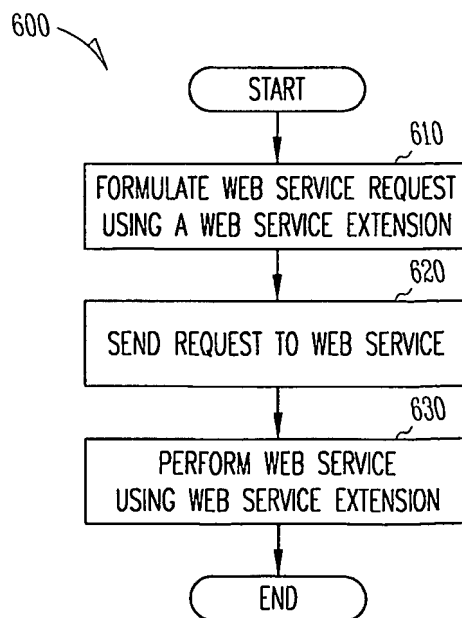 600
START
610
FORMULATE WEB SERVICE REQUEST
USING A WEB SERVICE EXTENSION
620
SEND REQUEST TO WEB SERVICE
630
PERFORM WEB SERVICE
USING WEB SERVICE EXTENSION
END